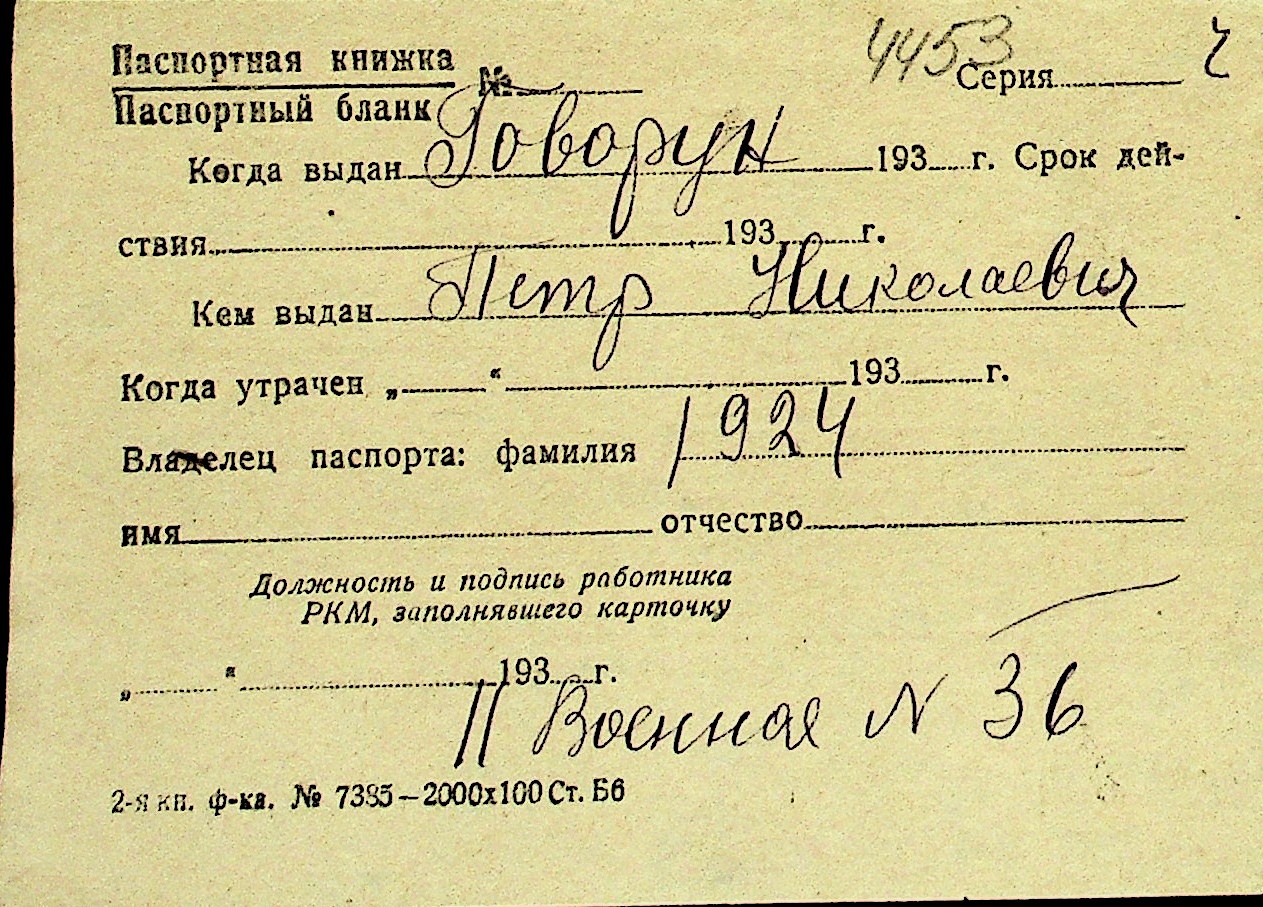 4453
Паспортная книжка
Паспортный бланк № Серия ч
Когда выдан Говорун 193 г. Срок дей-
ствия 193 г.
Кем выдан Петр Николаевич
Когда утрачен „ “ 193 г.
Владелец паспорта: фамилия 1924
имя отчество
Должность и подпись работника
РКМ, заполнявшего карточку
„ “ 193 г.
II Военная N 36
2-я кн. ф-ка. № 7385—2000x100 Ст. Б6